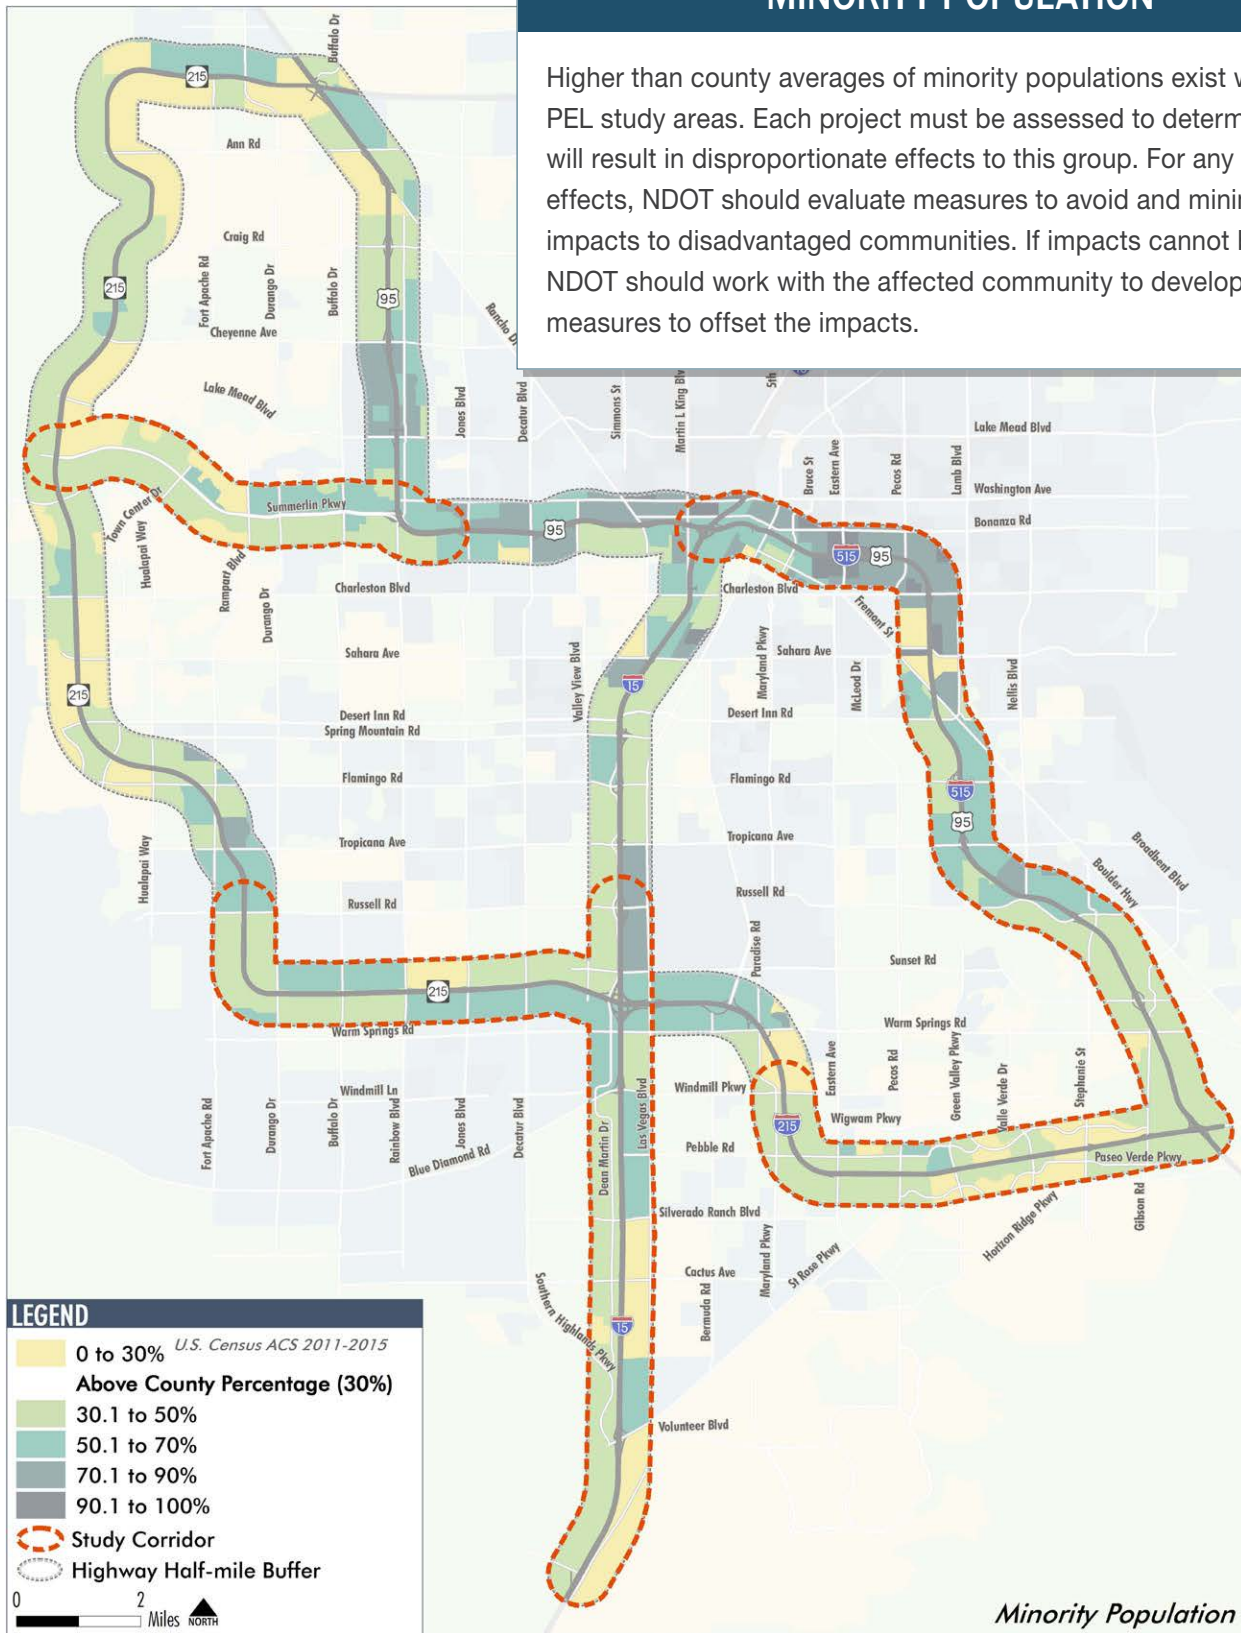 MINORITY POPULATION
Higher than county averages of minority populations exist
PEL study areas. Each project must be assessed to
will result in disproportionate effects to this group. For any
effects, NDOT should evaluate measures to avoid and
impacts to disadvantaged communities. If impacts cannot
NDOT should work with the affected community to develop
measures to offset the impacts.
Buffalo Dr
215
Ann Rd
Craig Rd
215
Fort Apache Rd
Durango Dr
Buffalo Dr
95
Cheyenne Ave
Rancho
Lake Mead Blvd
Jones Blvd
Decatur Blvd
Simmons St
Martin L King
5th
Lake Mead Blvd
Bruce St
Eastern Ave
Pecos Rd
Lamb Blvd
Washington Ave
Bonanza Rd
Town Center Dr
Summerlin Pkwy
95
515
95
Hualapai Way
Rampart Blvd
Durango Dr
Charleston Blvd
Charleston Blvd
Fremont St
Sahara Ave
Valley View Blvd
Maryland Pkwy
Sahara Ave
McLeod Dr
Nellis Blvd
215
15
Desert Inn Rd
Spring Mountain Rd
Desert Inn Rd
Flamingo Rd
Flamingo Rd
515
95
Tropicana Ave
Tropicana Ave
Hualapai Way
Boulder Hwy
Broadbent Blvd
Russell Rd
Russell Rd
Paradise Rd
Sunset Rd
215
Warm Springs Rd
Warm Springs Rd
Windmill Ln
Windmill Pkwy
Eastern Ave
Pecos Rd
Green Valley Pkwy
Valle Verde Dr
Stephanie St
Fort Apache Rd
Durango Dr
Buffalo Dr
Rainbow Blvd
Jones Blvd
Decatur Blvd
Dean Martin Dr
Las Vegas Blvd
215
Wigwam Pkwy
Blue Diamond Rd
Pebble Rd
Paseo Verde Pkwy
Silverado Ranch Blvd
Maryland Pkwy
St Rose Pkwy
Horizon Ridge Pkwy
Gibson Rd
Cactus Ave
Bermuda Rd
Southern Highlands Pkwy
15
Volunteer Blvd
LEGEND
0 to 30% U.S. Census ACS 2011-2015
Above County Percentage (30%)
30.1 to 50%
50.1 to 70%
70.1 to 90%
90.1 to 100%
Study Corridor
Highway Half-mile Buffer
0 2 Miles NORTH
Minority Population